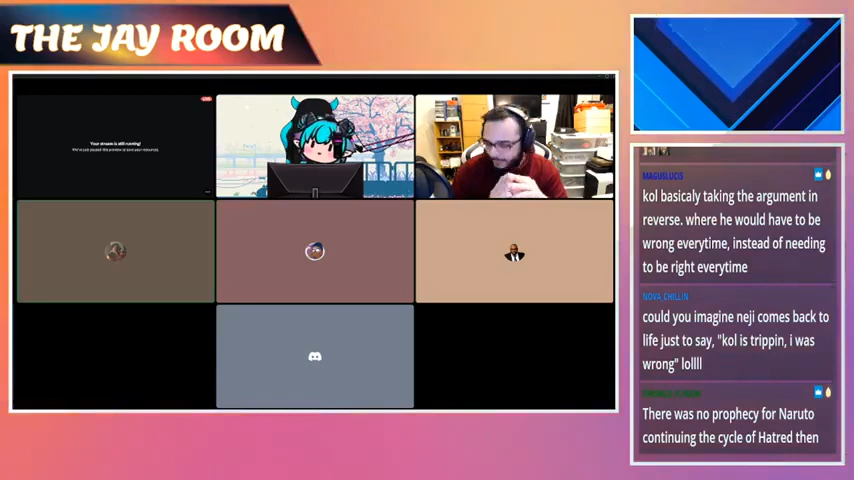 THE JAY ROOM
LIVE
Your stream is still running!
MAGUSLUCIS
kol basicaly taking the argument in
reverse. where he would have to be
wrong everytime, instead of needing
to be right everytime
NOVA_CHILLIN
could you imagine neji comes back to
life just to say, "kol is trippin, i was
wrong" lollll
There was no prophecy for Naruto
continuing the cycle of Hatred then